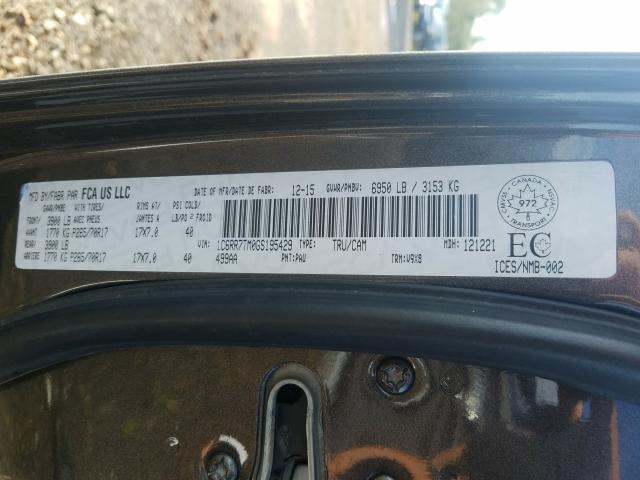 MFD BY/FABR PAR FCA US LLC DATE OF MFR/DATE DE FABR: 12-15 GVWR/PNBV: 6950 LB / 3153 KG
GAWR/PNBE WITH TIRES/ RIMS AT/ PSI COLD/
FRONT/ 3900 LB AVEC PNEUS JANTES A LB/PO2 FROID
AVANT 1770 KG P265/70R17 17X7.0 40
REAR/ 3900 LB VIN: 1C6RR7TM0GS195429 TYPE: TRU/CAM MDH: 121221
ARRIERE 1770 KG P265/70R17 17X7.0 40 499AA PNT:PAU TRM:V9X8
CANADA
972
TRANSPORT
EC
ICES/NMB-002